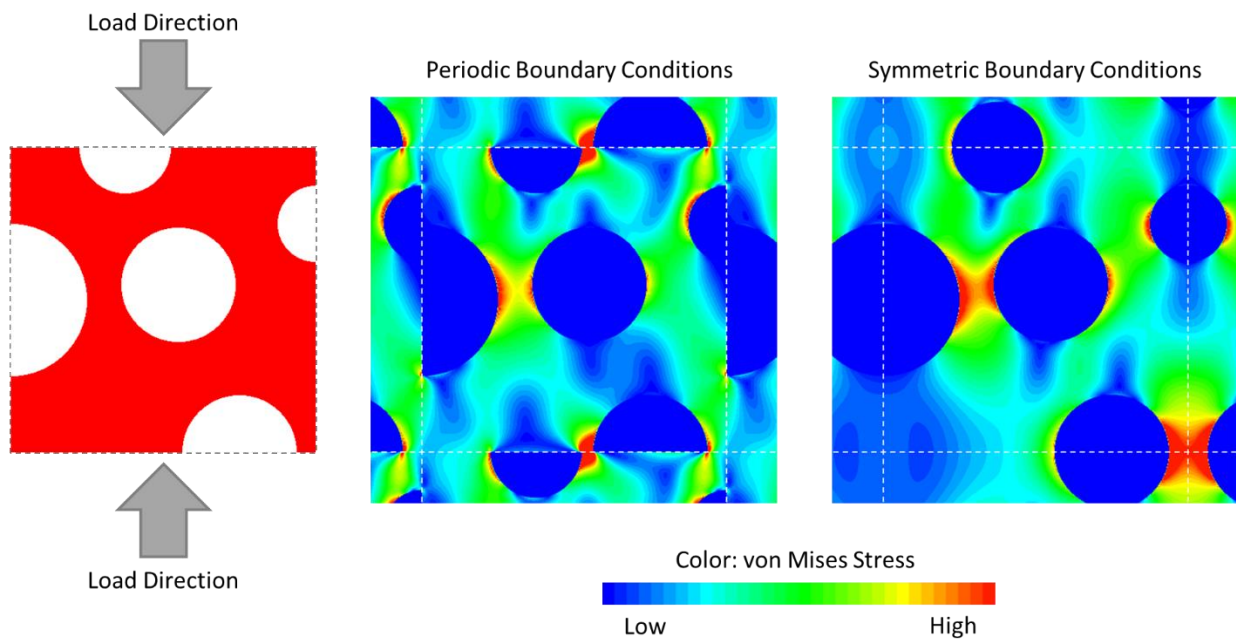 Load Direction
Periodic Boundary Conditions
Symmetric Boundary Conditions
Load Direction
Color: von Mises Stress
Low
High